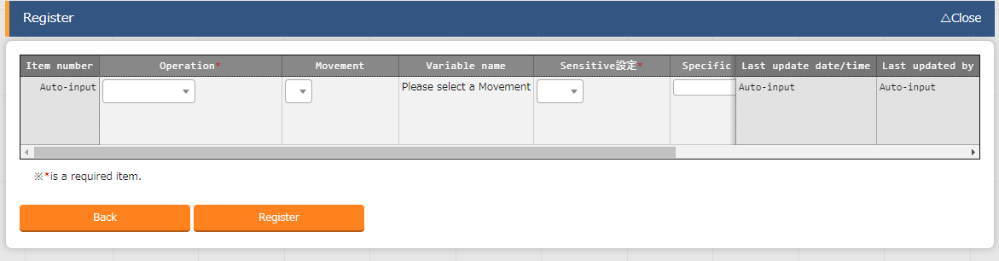 Register △Close
Item number Operation* Movement Variable name Sensitive設定* Specific Last update date/time Last updated by
Auto-input Please select a Movement Auto-input Auto-input
※*is a required item.
Back Register